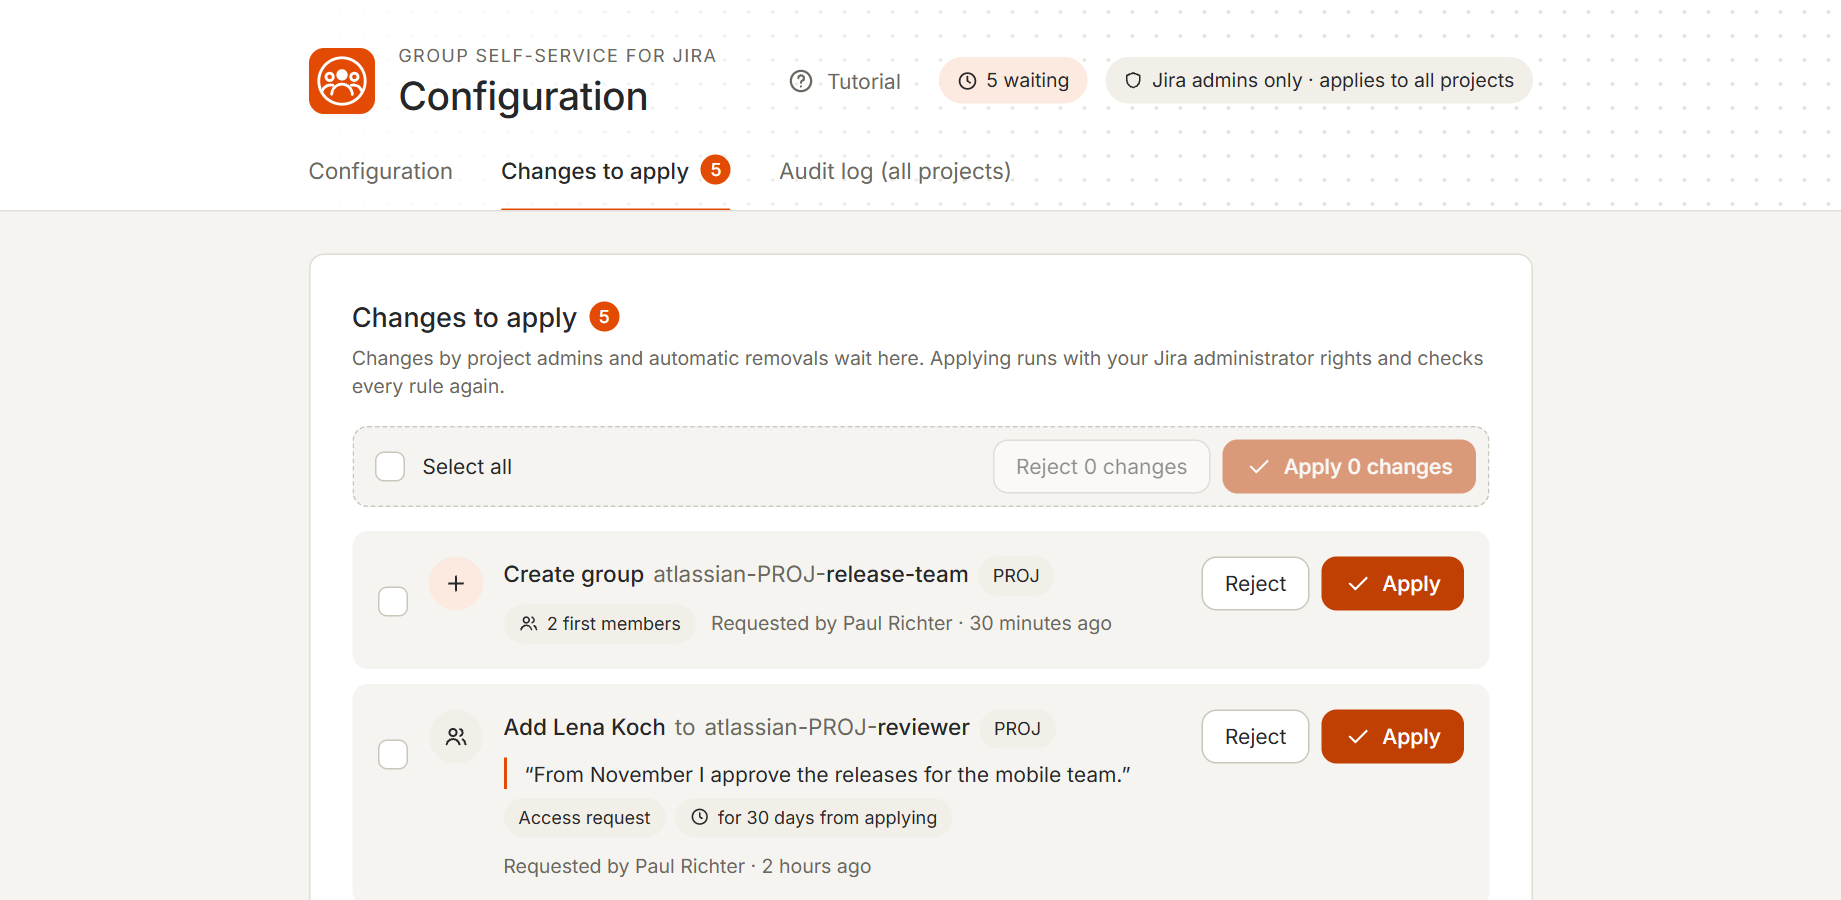 GROUP SELF-SERVICE FOR JIRA
Configuration
Tutorial
5 waiting
Jira admins only · applies to all projects
Configuration
Changes to apply 5
Audit log (all projects)
Changes to apply 5
Changes by project admins and automatic removals wait here. Applying runs with your Jira administrator rights and checks
every rule again.
Select all
Reject 0 changes
Apply 0 changes
Create group atlassian-PROJ-release-team PROJ
Reject
Apply
2 first members
Requested by Paul Richter · 30 minutes ago
Add Lena Koch to atlassian-PROJ-reviewer PROJ
Reject
Apply
“From November I approve the releases for the mobile team.”
Access request
for 30 days from applying
Requested by Paul Richter · 2 hours ago